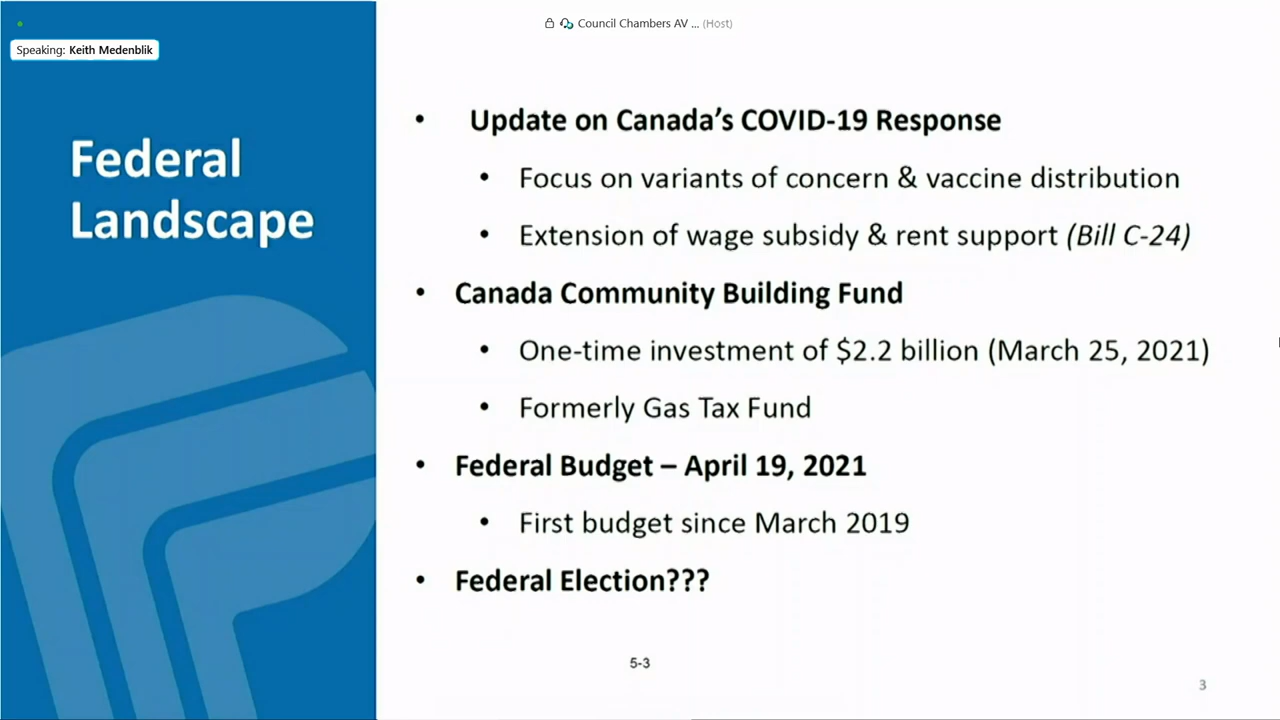 Council Chambers AV ... (Host)
Speaking: Keith Medenblik
Federal
Landscape
• Update on Canada's COVID-19 Response
• Focus on variants of concern & vaccine distribution
• Extension of wage subsidy & rent support (Bill C-24)
• Canada Community Building Fund
• One-time investment of $2.2 billion (March 25, 2021)
• Formerly Gas Tax Fund
• Federal Budget – April 19, 2021
• First budget since March 2019
• Federal Election???
5-3
3